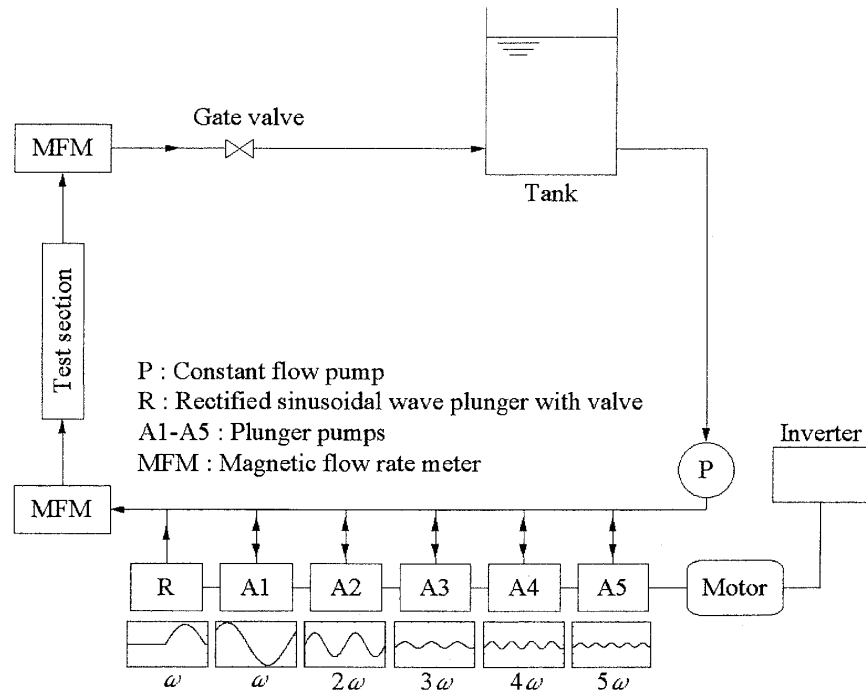 Gate valve
MFM
Tank
Test section
P : Constant flow pump
R : Rectified sinusoidal wave plunger with valve
A1-A5 : Plunger pumps
MFM : Magnetic flow rate meter
Inverter
P
MFM
R A1 A2 A3 A4 A5 Motor
ω ω 2ω 3ω 4ω 5ω